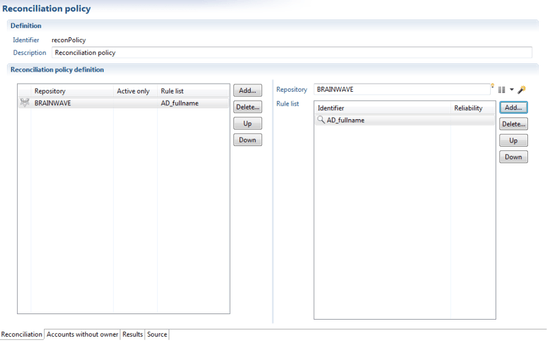 Reconciliation policy
Definition
Identifier reconPolicy
Description Reconciliation policy
Reconciliation policy definition
Repository Active only Rule list
BRAINWAVE AD_fullname
Add...
Delete...
Up
Down
Repository BRAINWAVE
Rule list
Identifier Reliability
AD_fullname
Add...
Delete...
Up
Down
Reconciliation Accounts without owner Results Source